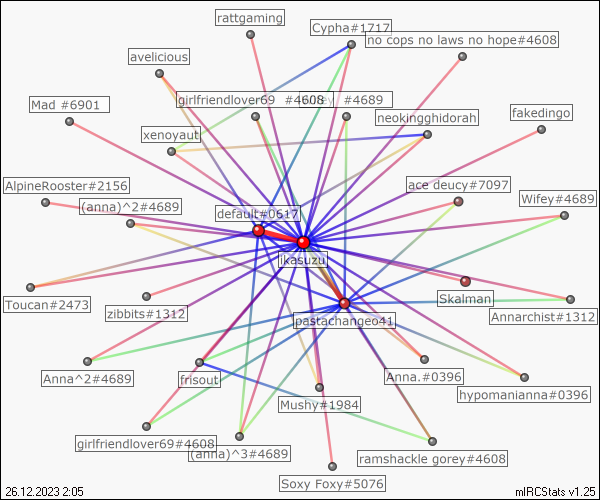 rattgaming
Cypha#1717
no cops no laws no hope#4608
avelicious
girlfriendlover69 #4608
#4689
Mad #6901
fakedingo
neokingghidorah
xenoyaut
AlpineRooster#2156
ace deucy#7097
(anna)^2#4689
Wifey#4689
default#0617
ikasuzu
Toucan#2473
zibbits#1312
Skalman
Annarchist#1312
pastachangeo41
Anna^2#4689
frisout
Anna.#0396
hypomanianna#0396
Mushy#1984
girlfriendlover69#4608
(anna)^3#4689
ramshackle gorey#4608
Soxy Foxy#5076
26.12.2023 2:05
mIRCStats v1.25